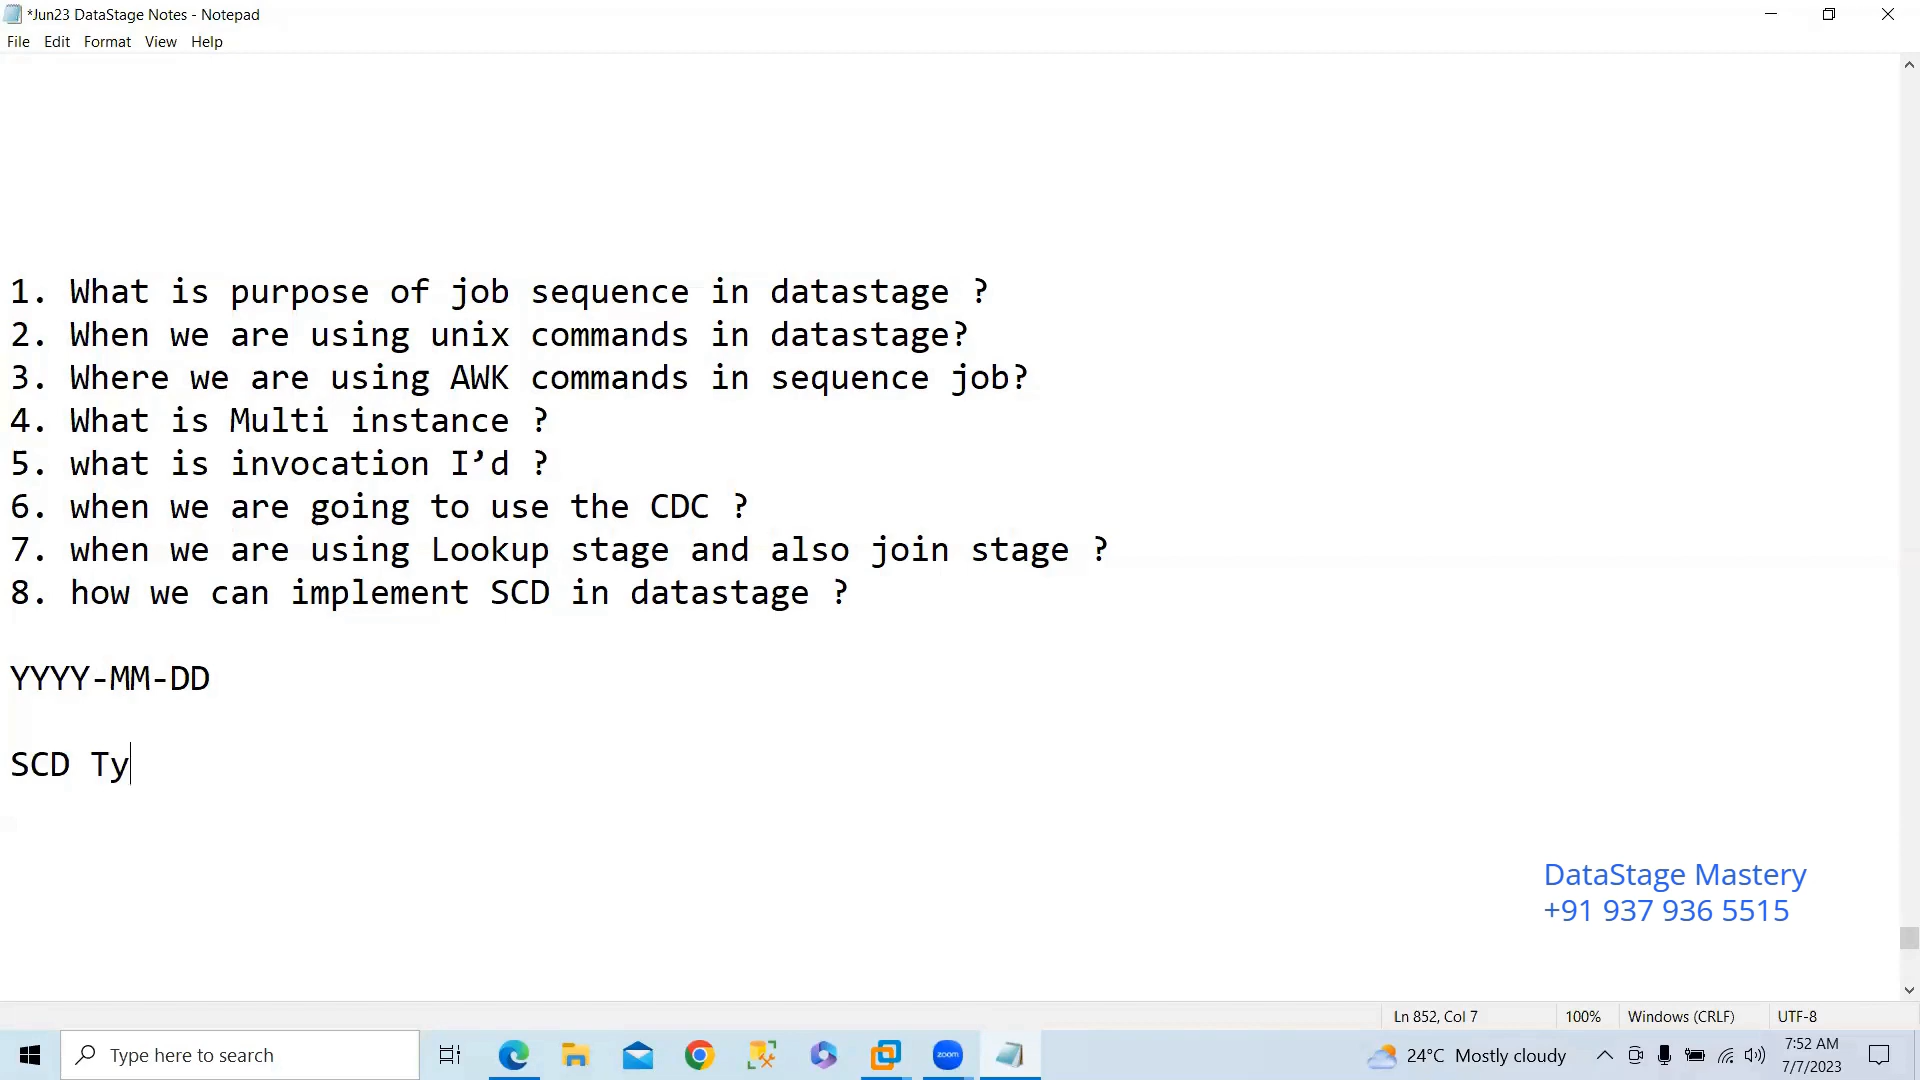 *Jun23 DataStage Notes - Notepad
File Edit Format View Help
1. What is purpose of job sequence in datastage ?
2. When we are using unix commands in datastage?
3. Where we are using AWK commands in sequence job?
4. What is Multi instance ?
5. what is invocation I’d ?
6. when we are going to use the CDC ?
7. when we are using Lookup stage and also join stage ?
8. how we can implement SCD in datastage ?
YYYY-MM-DD
SCD Ty
DataStage Mastery
+91 937 936 5515
Ln 852, Col 7 100% Windows (CRLF) UTF-8
Type here to search
zoom
24°C Mostly cloudy
7:52 AM
7/7/2023